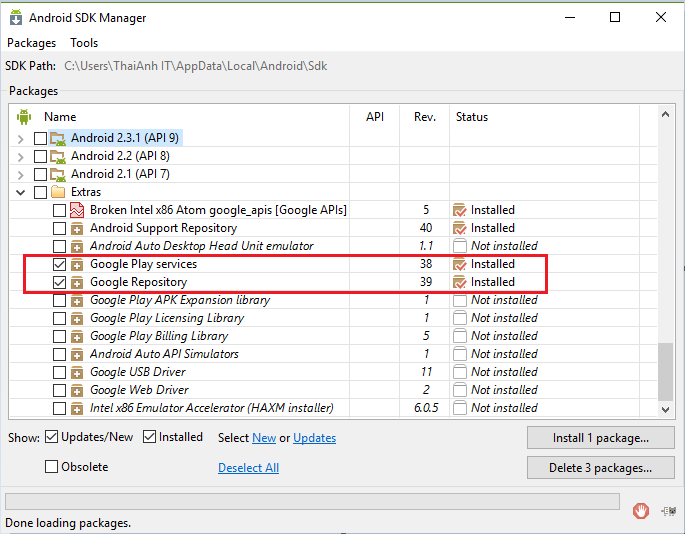 Android SDK Manager
Packages Tools
SDK Path: C:\Users\ThaiAnh IT\AppData\Local\Android\Sdk
Packages
Name API Rev. Status
Android 2.3.1 (API 9)
Android 2.2 (API 8)
Android 2.1 (API 7)
Extras
Broken Intel x86 Atom google_apis [Google APIs] 5 Installed
Android Support Repository 40 Installed
Android Auto Desktop Head Unit emulator 1.1 Not installed
Google Play services 38 Installed
Google Repository 39 Installed
Google Play APK Expansion library 1 Not installed
Google Play Licensing Library 1 Not installed
Google Play Billing Library 5 Not installed
Android Auto API Simulators 1 Not installed
Google USB Driver 11 Not installed
Google Web Driver 2 Not installed
Intel x86 Emulator Accelerator (HAXM installer) 6.0.5 Not installed
Show: Updates/New Installed Select New or Updates Install 1 package...
Obsolete Deselect All Delete 3 packages...
Done loading packages.